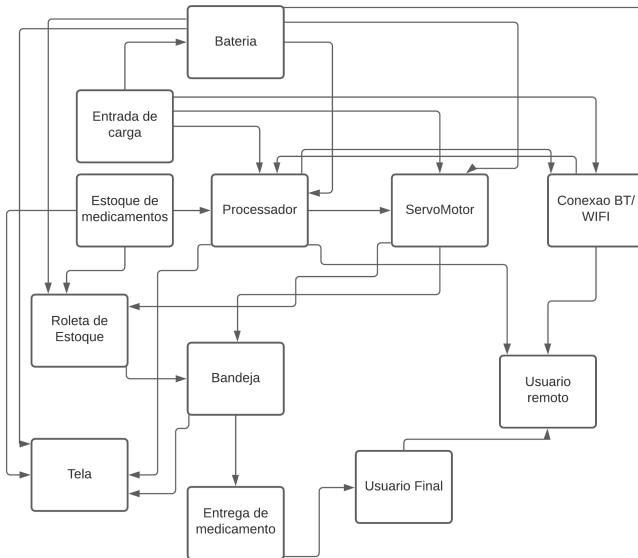 Bateria
Entrada de
carga
Estoque de
medicamentos
Processador
ServoMotor
Conexao BT/
WIFI
Roleta de
Estoque
Bandeja
Usuario
remoto
Tela
Usuario Final
Entrega de
medicamento